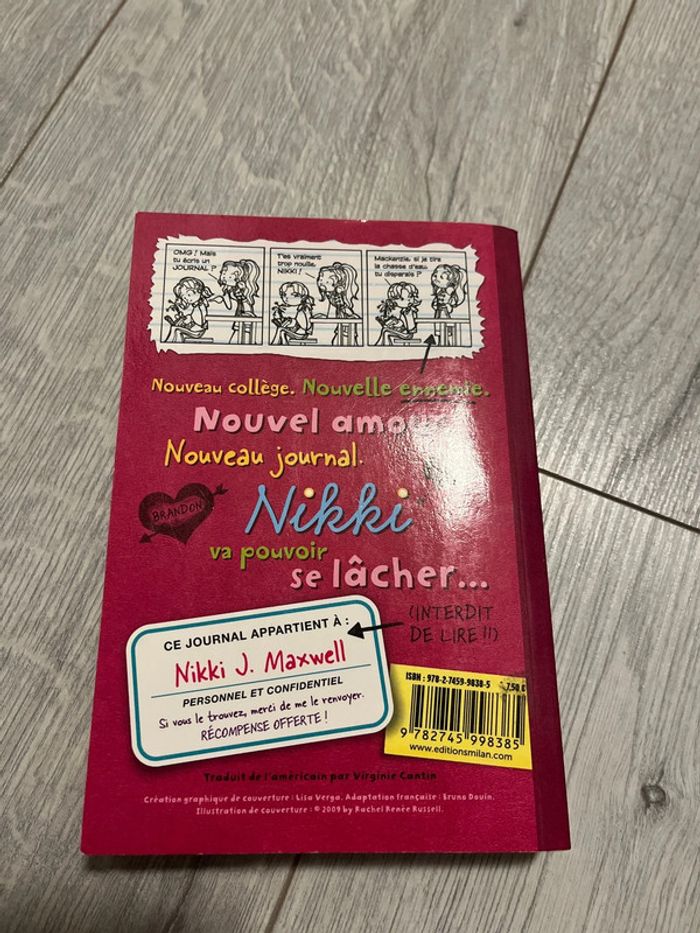 OMG ! Mais
tu écris un
JOURNAL ?
T'es vraiment
trop nouille,
NIKKI !
Mackenzie, si je tire
la chasse d'eau,
tu disparais ?
Nouveau collège. Nouvelle ennemie.
Nouvel
Nouveau journal.
BRANDON
Nikki
va pouvoir
se lâcher...
(INTERDIT
DE LIRE !!)
CE JOURNAL APPARTIENT À :
Nikki J. Maxwell
PERSONNEL ET CONFIDENTIEL
Si vous le trouvez, merci de me le renvoyer.
RÉCOMPENSE OFFERTE !
ISBN : 978-2-7459-9838-5
7,50 €
9 782745 998385
www.editionsmilan.com
Traduit de l'américain par Virginie Cantin
Création graphique de couverture : Lisa Vega. Adaptation française : Bruno Douin.
Illustration de couverture : © 2009 by Rachel Renée Russell.